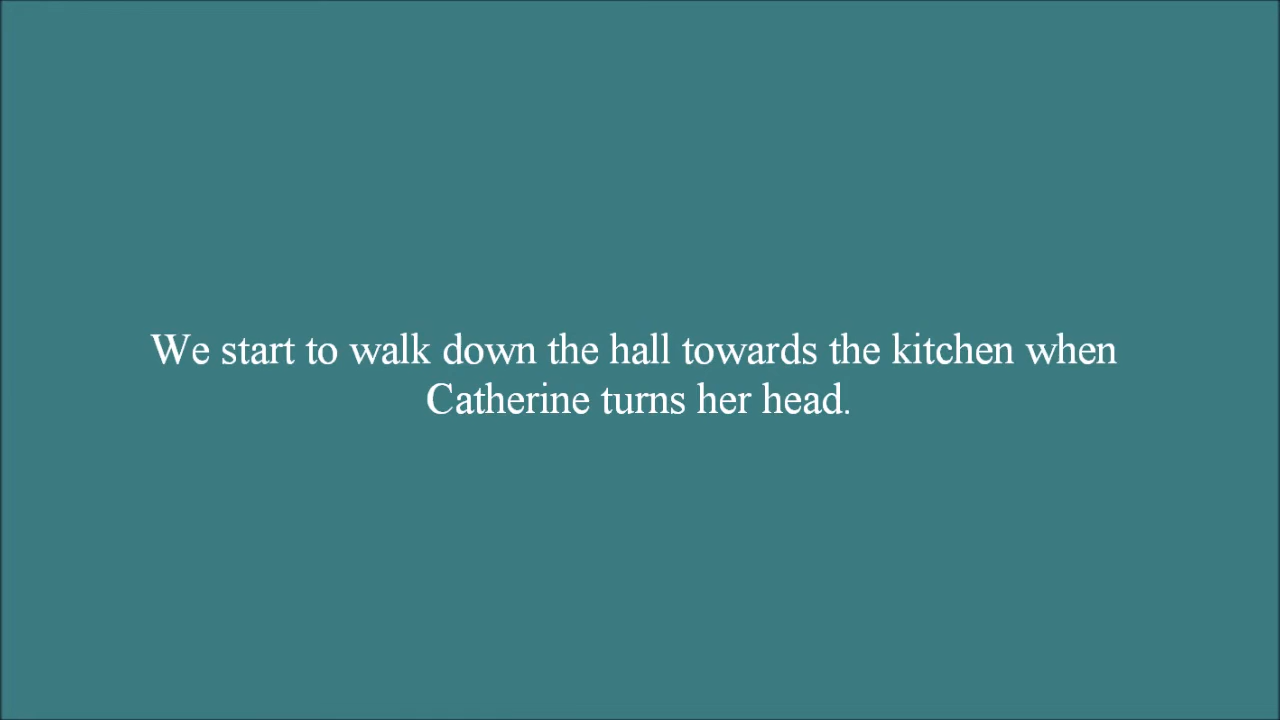 We start to walk down the hall towards the kitchen when
Catherine turns her head.